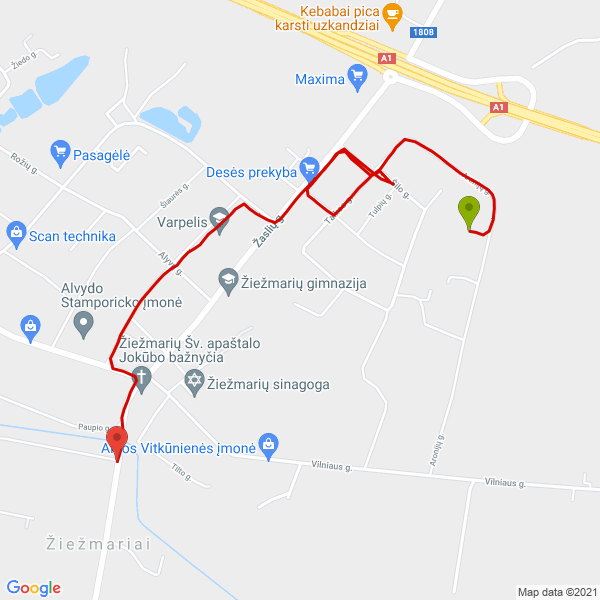 Kebabai pica
karsti uzkandziai
1808
A1
Maxima
A1
Žiedo g.
Pasagėlė
Rožių g.
Desės prekyba
Šilo g.
Tulpių g.
Šiaurės g.
Varpelis
Žaslių g.
Scan technika
Alyvų g.
Alvydo
Stamporicko įmonė
Žiežmarių gimnazija
Žiežmarių Šv. apaštalo
Jokūbo bažnyčia
Žiežmarių sinagoga
Paupio g.
Vitkūnienės įmonė
Aronijų g.
Vilniaus g.
Tilto g.
Vilniaus g.
Žiežmariai
Google
Map data ©2021